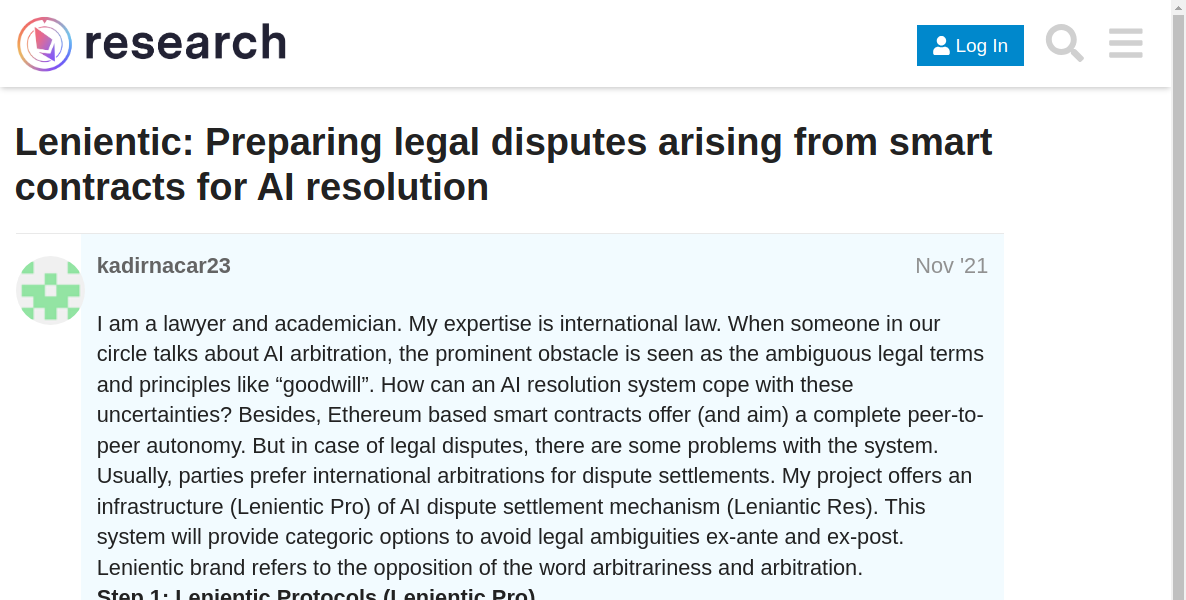 research
Log In
Lenientic: Preparing legal disputes arising from smart
contracts for AI resolution
kadirnacar23
Nov '21
I am a lawyer and academician. My expertise is international law. When someone in our
circle talks about AI arbitration, the prominent obstacle is seen as the ambiguous legal terms
and principles like “goodwill”. How can an AI resolution system cope with these
uncertainties? Besides, Ethereum based smart contracts offer (and aim) a complete peer-to-
peer autonomy. But in case of legal disputes, there are some problems with the system.
Usually, parties prefer international arbitrations for dispute settlements. My project offers an
infrastructure (Lenientic Pro) of AI dispute settlement mechanism (Leniantic Res). This
system will provide categoric options to avoid legal ambiguities ex-ante and ex-post.
Lenientic brand refers to the opposition of the word arbitrariness and arbitration.
Step 1: Lenientic Protocols (Lenientic Pro)